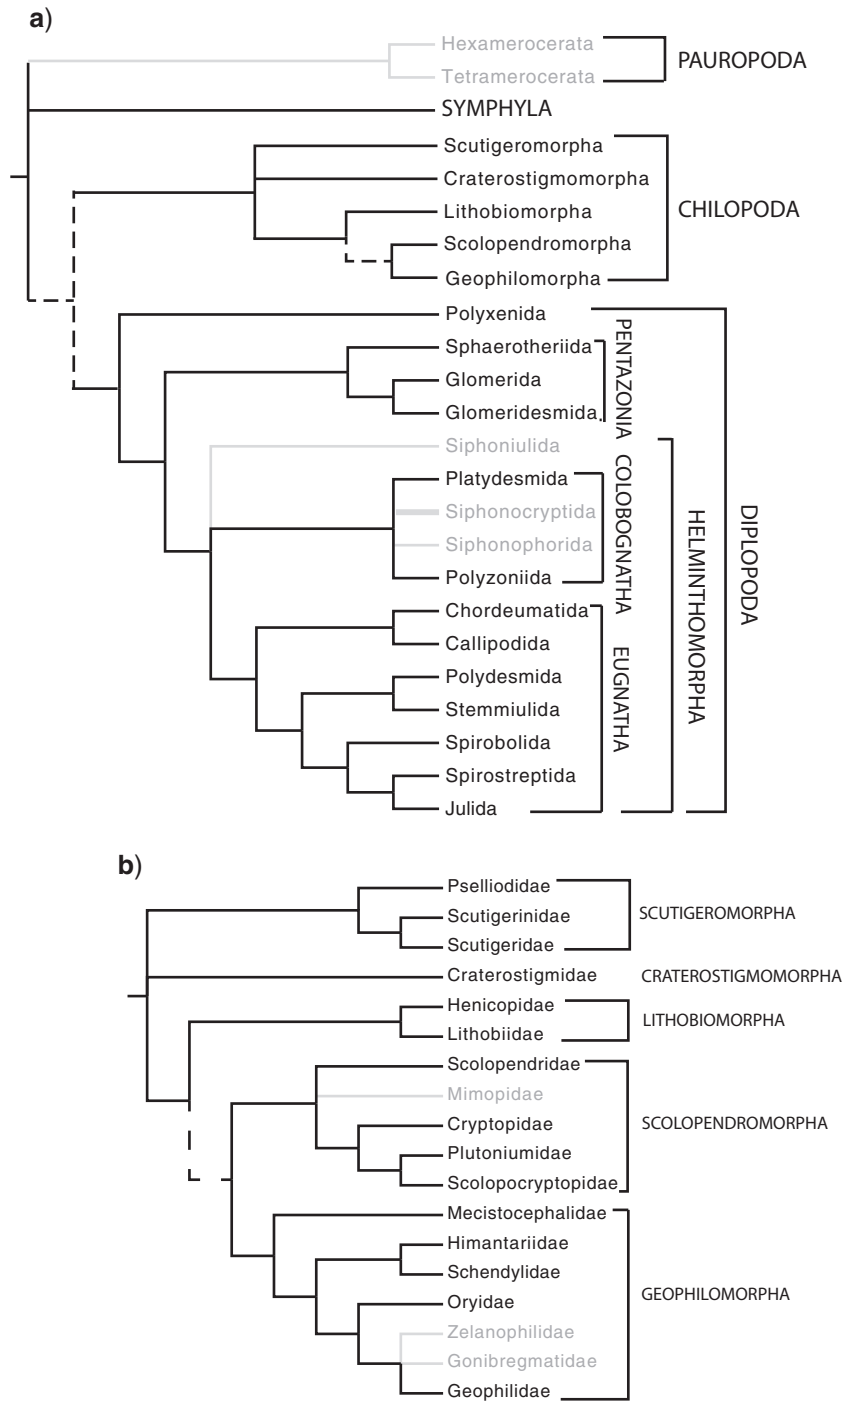 a)
Hexamerocerata
Tetramerocerata
PAUROPODA
SYMPHYLA
Scutigeromorpha
Craterostigmomorpha
Lithobiomorpha
Scolopendromorpha
Geophilomorpha
CHILOPODA
Polyxenida
Sphaerotheriida
Glomerida
Glomeridesmida
PENTAZONIA
Siphoniulida
Platydesmida
Siphonocryptida
Siphonophorida
Polyzoniida
COLOBOGNATHA
Chordeumatida
Callipodida
Polydesmida
Stemmiulida
Spirobolida
Spirostreptida
Julida
EUGNATHA
HELMINTHOMORPHA
DIPLOPODA
b)
Pselliodidae
Scutigerinidae
Scutigeridae
SCUTIGEROMORPHA
Craterostigmidae
CRATEROSTIGMOMORPHA
Henicopidae
Lithobiidae
LITHOBIOMORPHA
Scolopendridae
Mimopidae
Cryptopidae
Plutoniumidae
Scolopocryptopidae
SCOLOPENDROMORPHA
Mecistocephalidae
Himantariidae
Schendylidae
Oryidae
Zelanophilidae
Gonibregmatidae
Geophilidae
GEOPHILOMORPHA